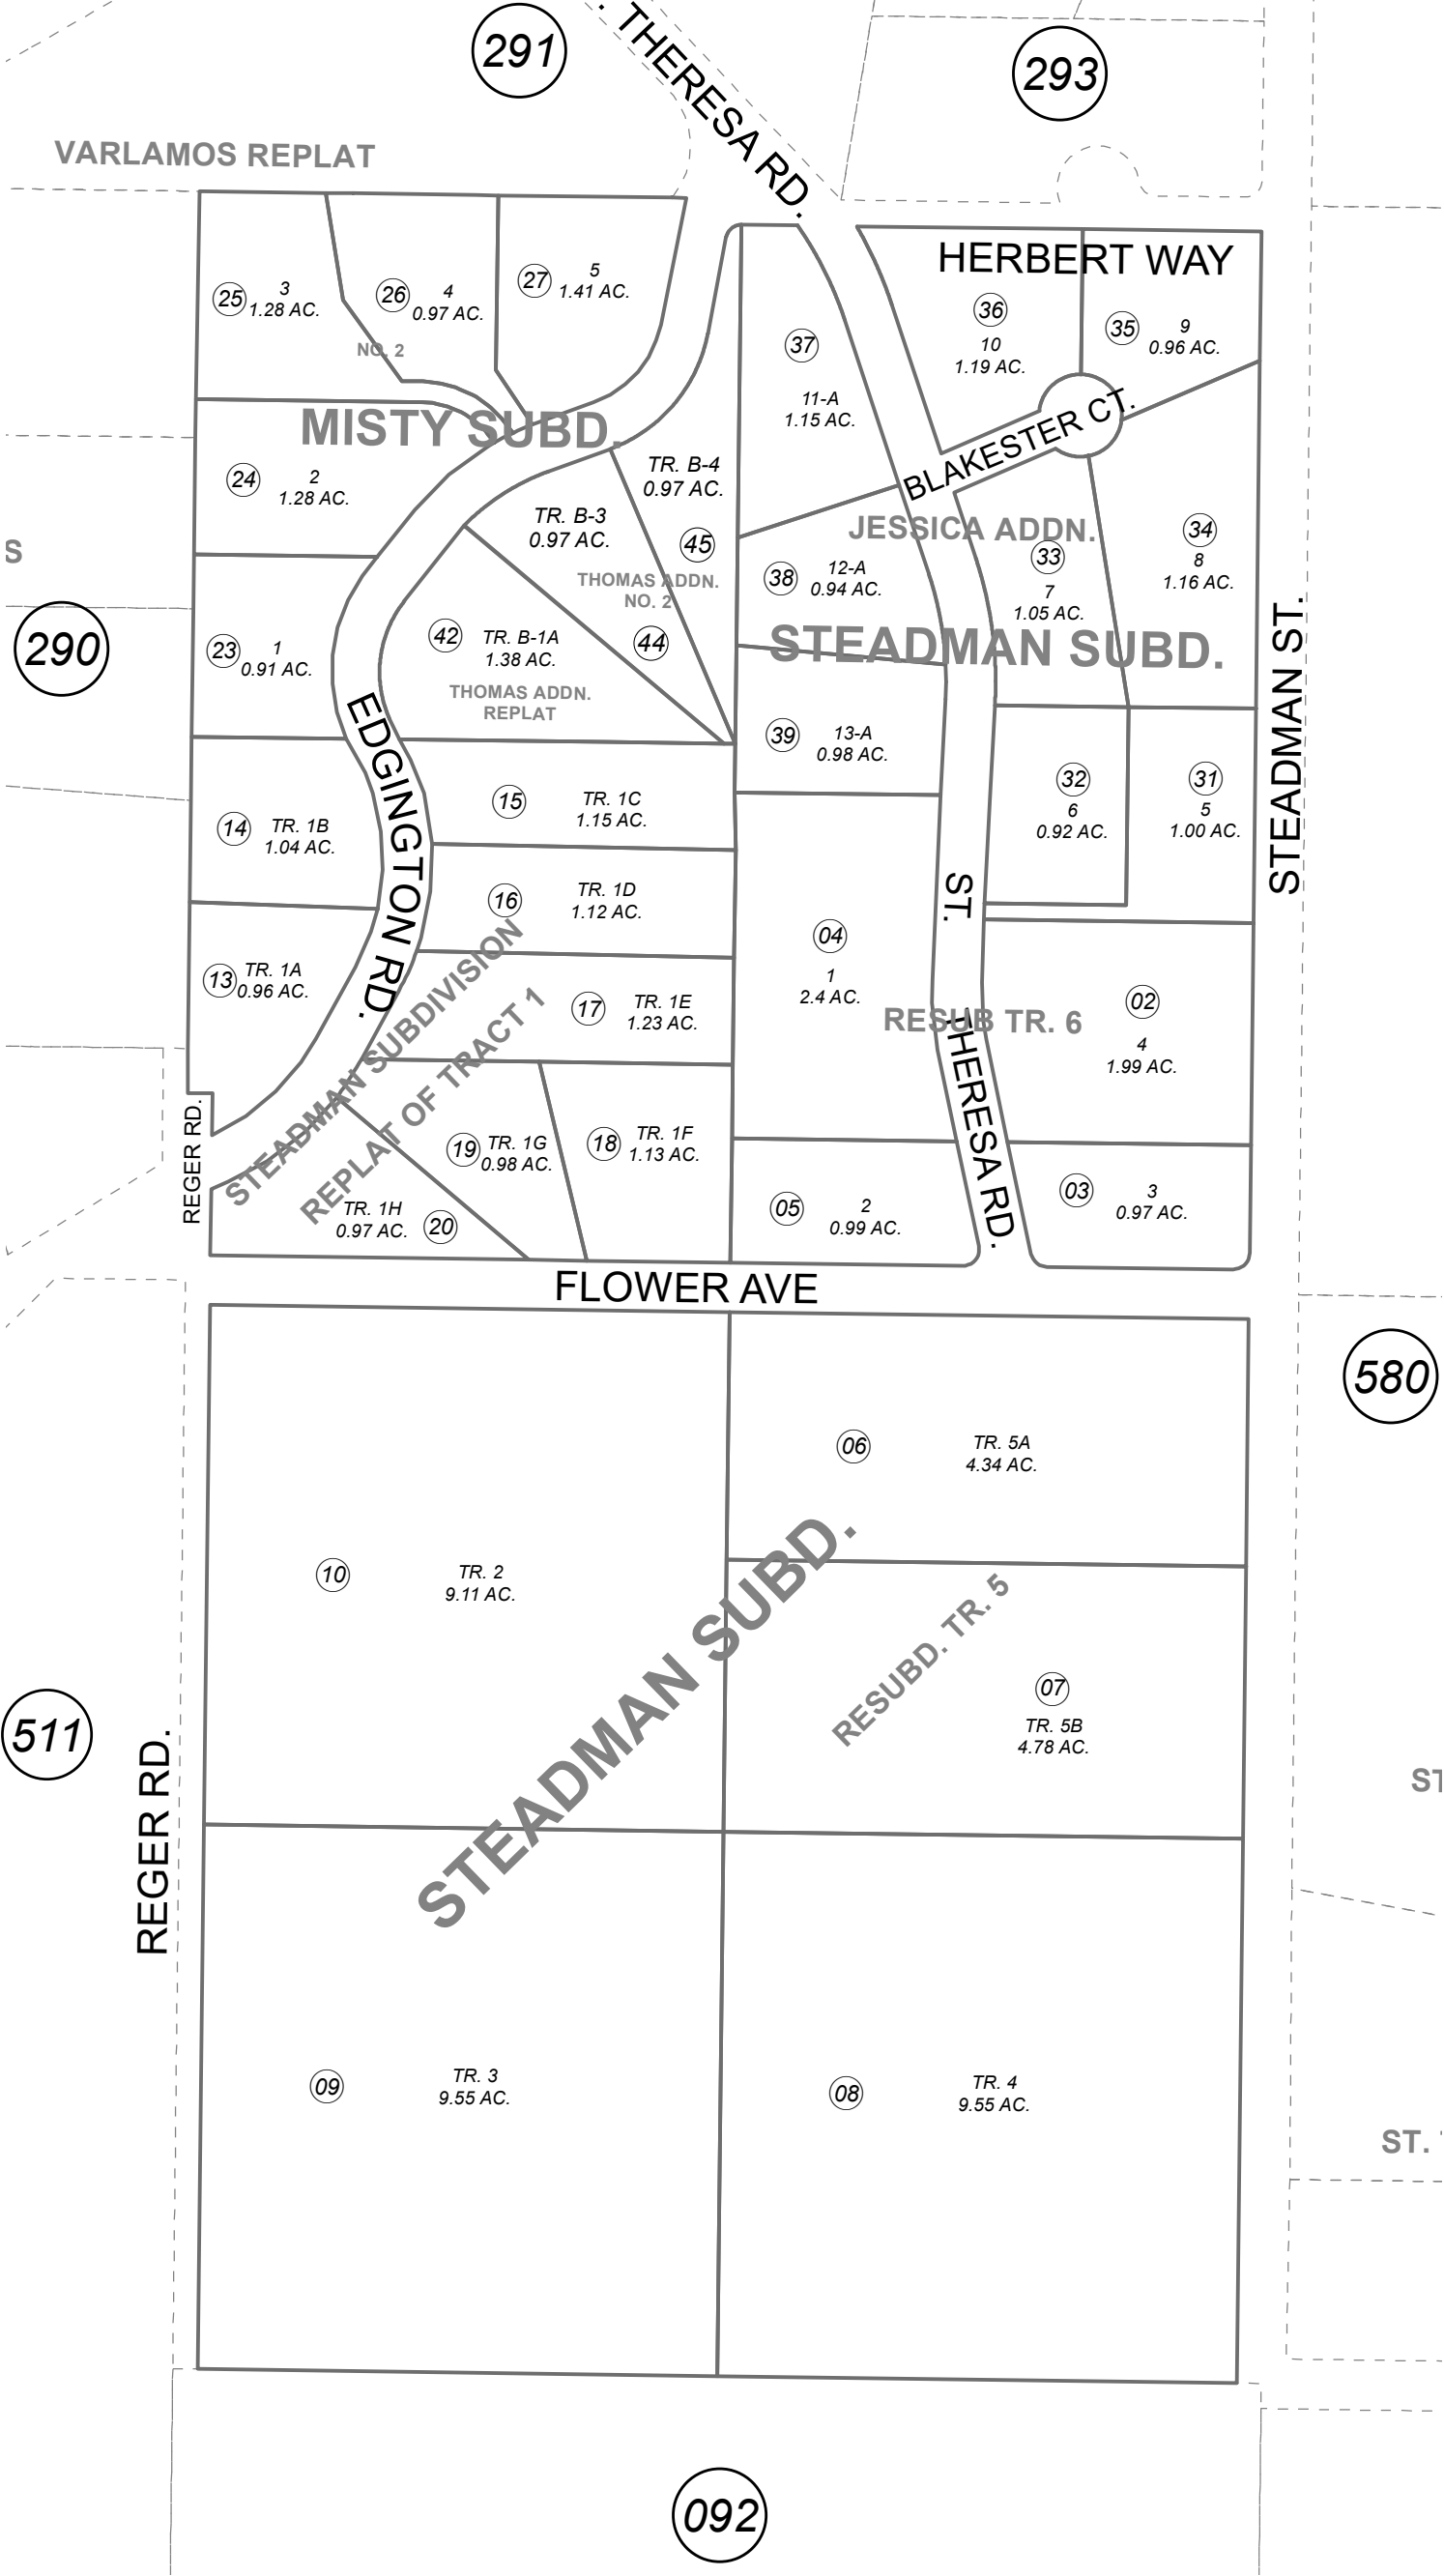 291
. THERESA RD.
293
VARLAMOS REPLAT
HERBERT WAY
25
3
1.28 AC.
26
4
0.97 AC.
27
5
1.41 AC.
NO. 2
37
11-A
1.15 AC.
36
10
1.19 AC.
35
9
0.96 AC.
MISTY SUBD.
BLAKESTER CT.
24
2
1.28 AC.
TR. B-4
0.97 AC.
45
TR. B-3
0.97 AC.
THOMAS ADDN.
NO. 2
44
JESSICA ADDN.
38
12-A
0.94 AC.
33
7
1.05 AC.
34
8
1.16 AC.
S
290
23
1
0.91 AC.
42
TR. B-1A
1.38 AC.
THOMAS ADDN.
REPLAT
STEADMAN SUBD.
STEADMAN ST.
EDGINGTON RD.
39
13-A
0.98 AC.
32
6
0.92 AC.
31
5
1.00 AC.
14
TR. 1B
1.04 AC.
15
TR. 1C
1.15 AC.
16
TR. 1D
1.12 AC.
ST.
THERESA RD.
13
TR. 1A
0.96 AC.
17
TR. 1E
1.23 AC.
04
1
2.4 AC.
RESUB TR. 6
02
4
1.99 AC.
STEADMAN SUBDIVISION
REPLAT OF TRACT 1
REGER RD.
19
TR. 1G
0.98 AC.
18
TR. 1F
1.13 AC.
TR. 1H
0.97 AC.
20
05
2
0.99 AC.
03
3
0.97 AC.
FLOWER AVE
580
06
TR. 5A
4.34 AC.
10
TR. 2
9.11 AC.
STEADMAN SUBD.
RESUBD. TR. 5
07
TR. 5B
4.78 AC.
511
REGER RD.
ST
09
TR. 3
9.55 AC.
08
TR. 4
9.55 AC.
ST.
092